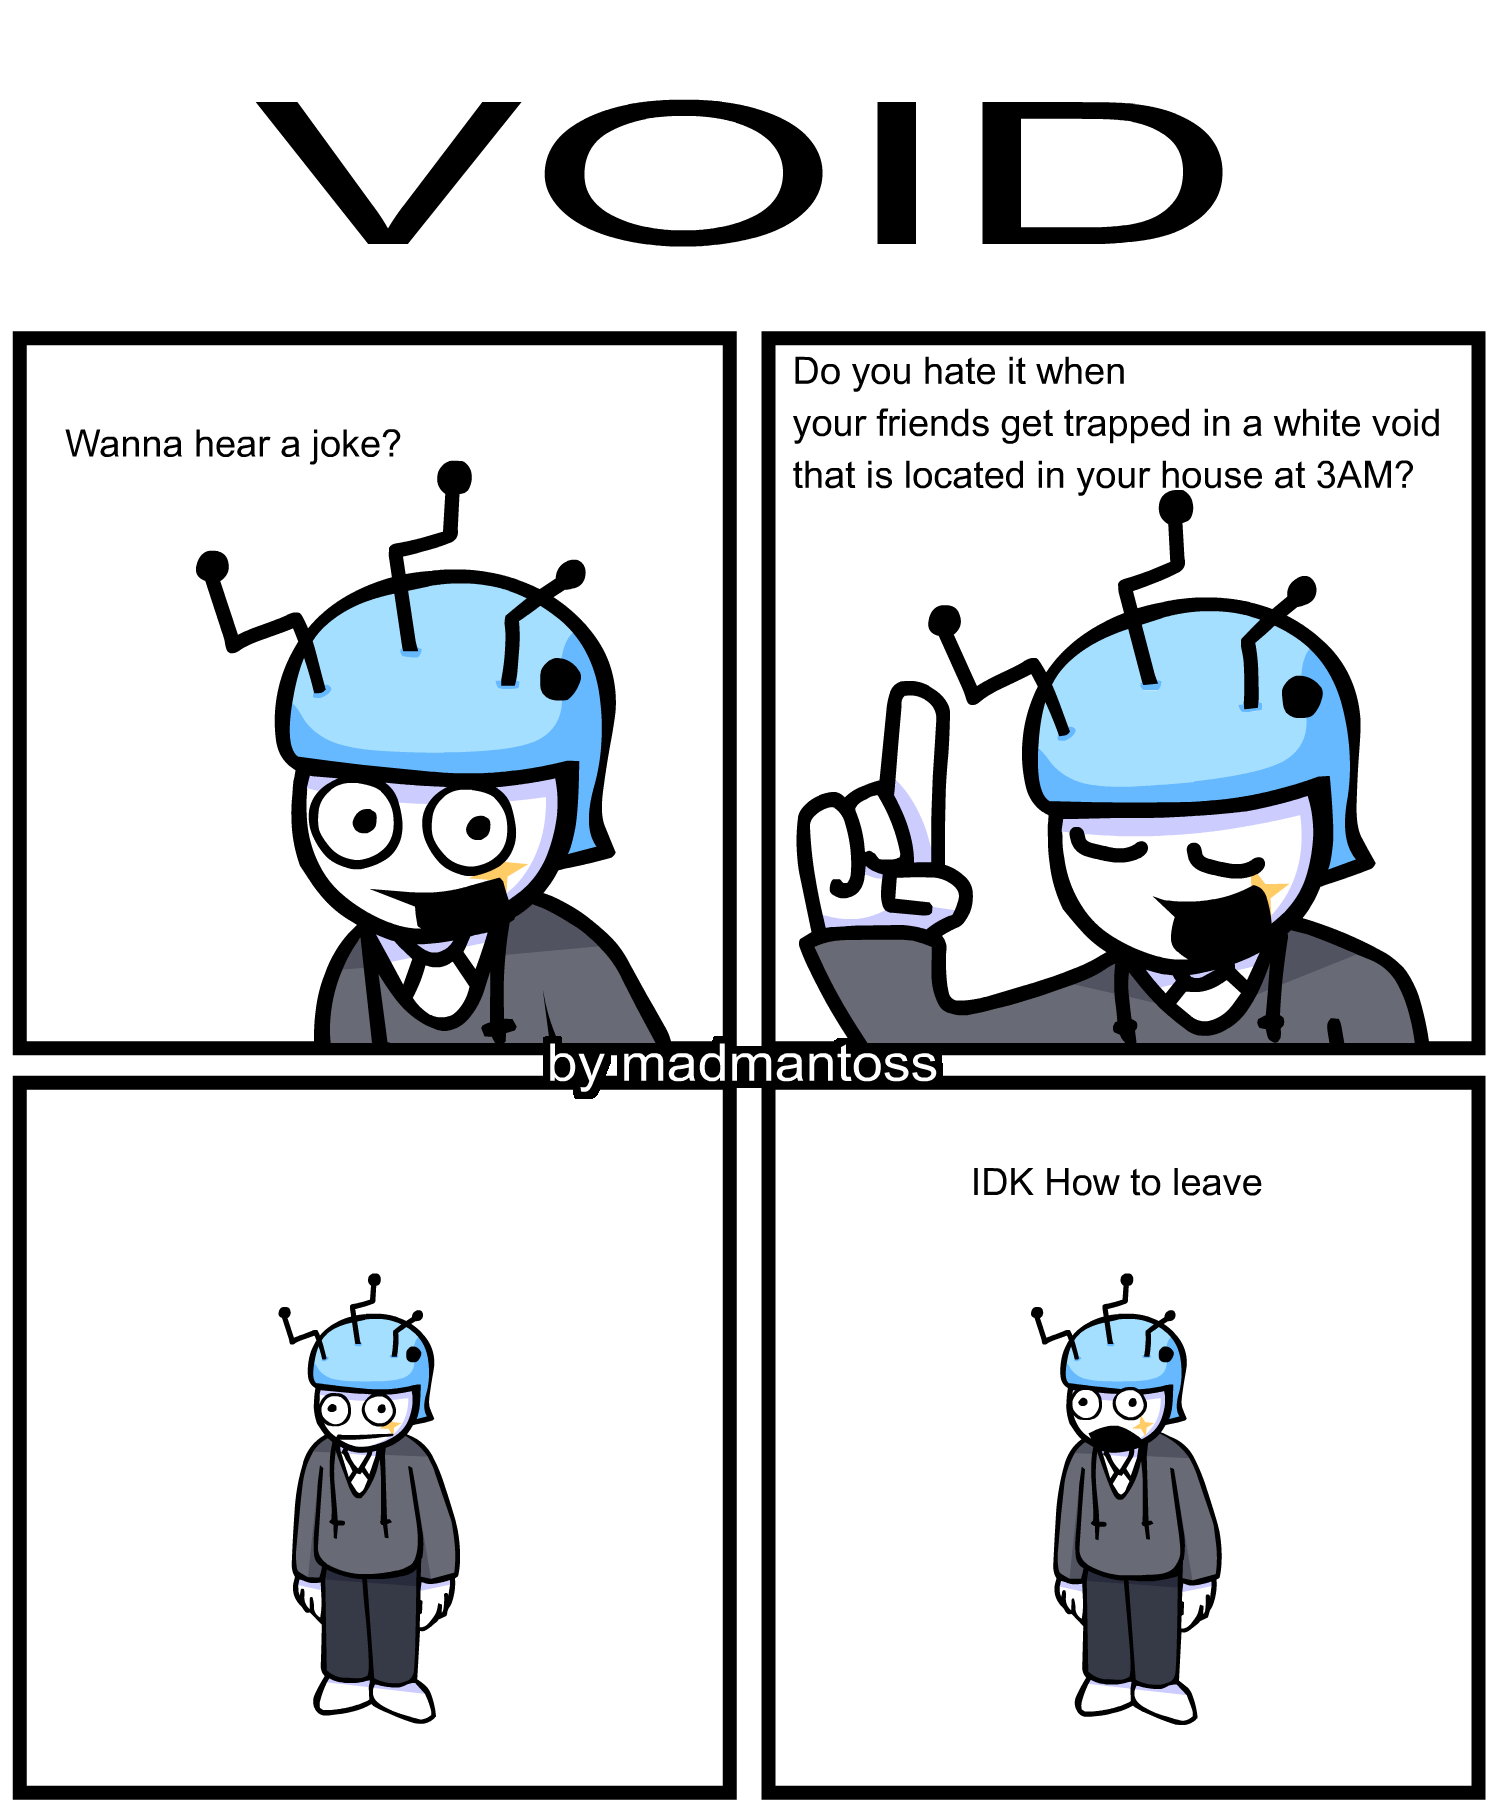 VOID
Wanna hear a joke?
Do you hate it when
your friends get trapped in a white void
that is located in your house at 3AM?
by madmantoss
IDK How to leave